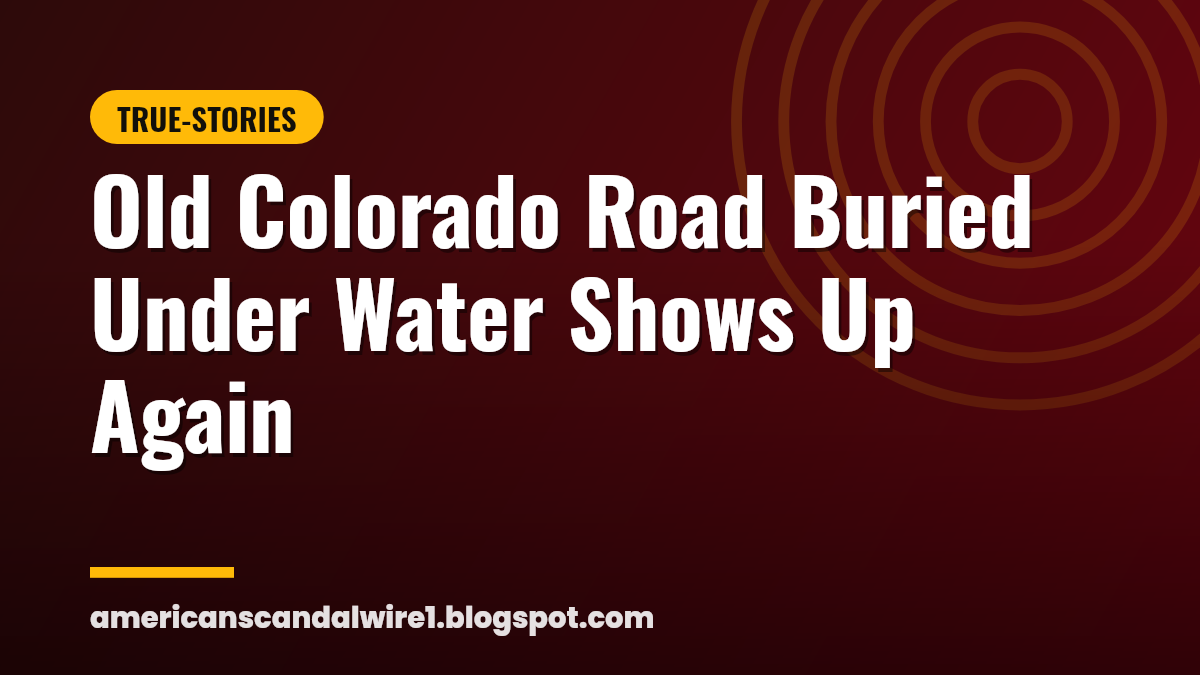 TRUE-STORIES
Old Colorado Road Buried
Under Water Shows Up
Again
americanscandalwire1.blogspot.com